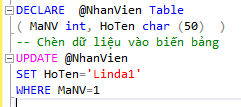 DECLARE @NhanVien Table
( MaNV int, HoTen char (50) )
-- Chèn dữ liệu vào biến bảng
UPDATE @NhanVien
SET HoTen='Linda1'
WHERE MaNV=1